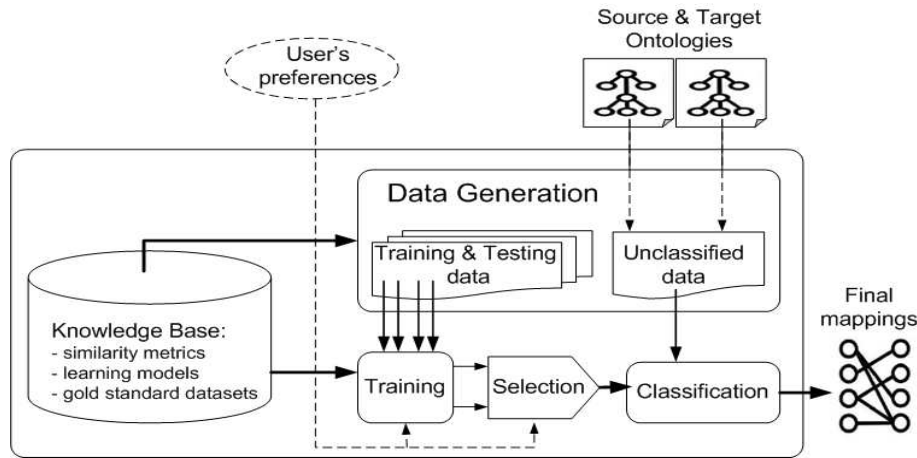 Source & Target
Ontologies
User's
preferences
Data Generation
Training & Testing
data
Unclassified
data
Knowledge Base:
- similarity metrics
- learning models
- gold standard datasets
Training
Selection
Classification
Final
mappings